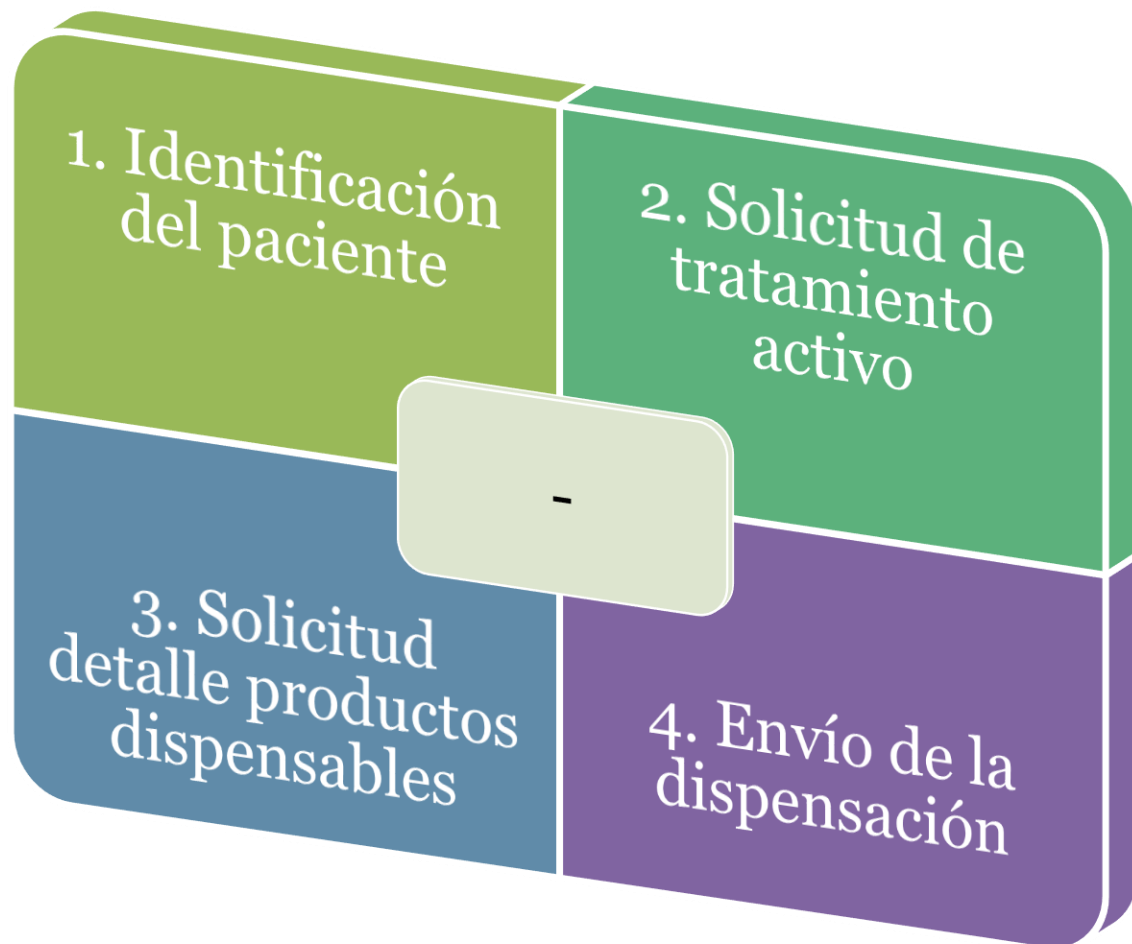 1. Identificación
del paciente
2. Solicitud de
tratamiento
activo
-
3. Solicitud
detalle productos
dispensables
4. Envío de la
dispensación